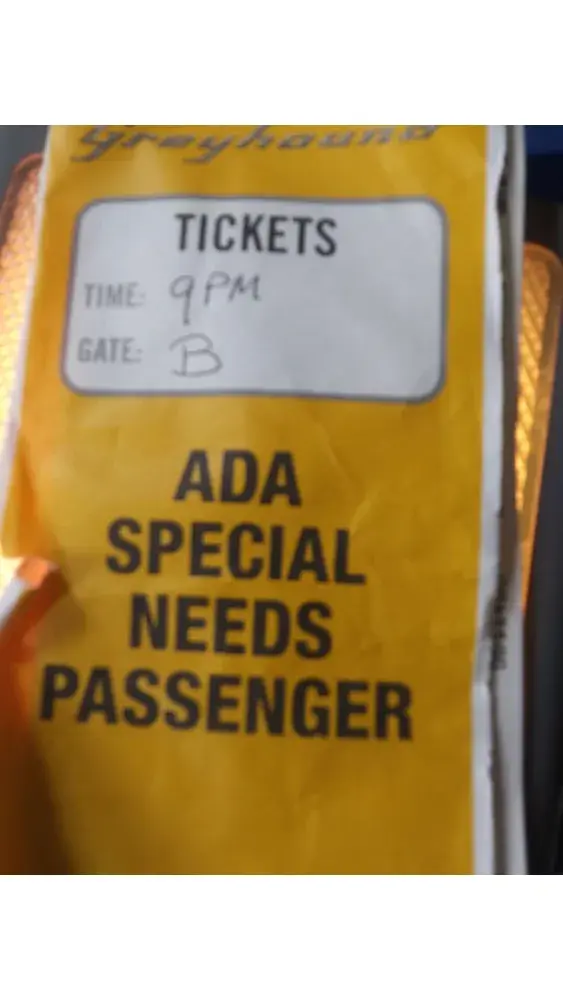 Greyhound
TICKETS
TIME: 9PM
GATE: B
ADA
SPECIAL
NEEDS
PASSENGER